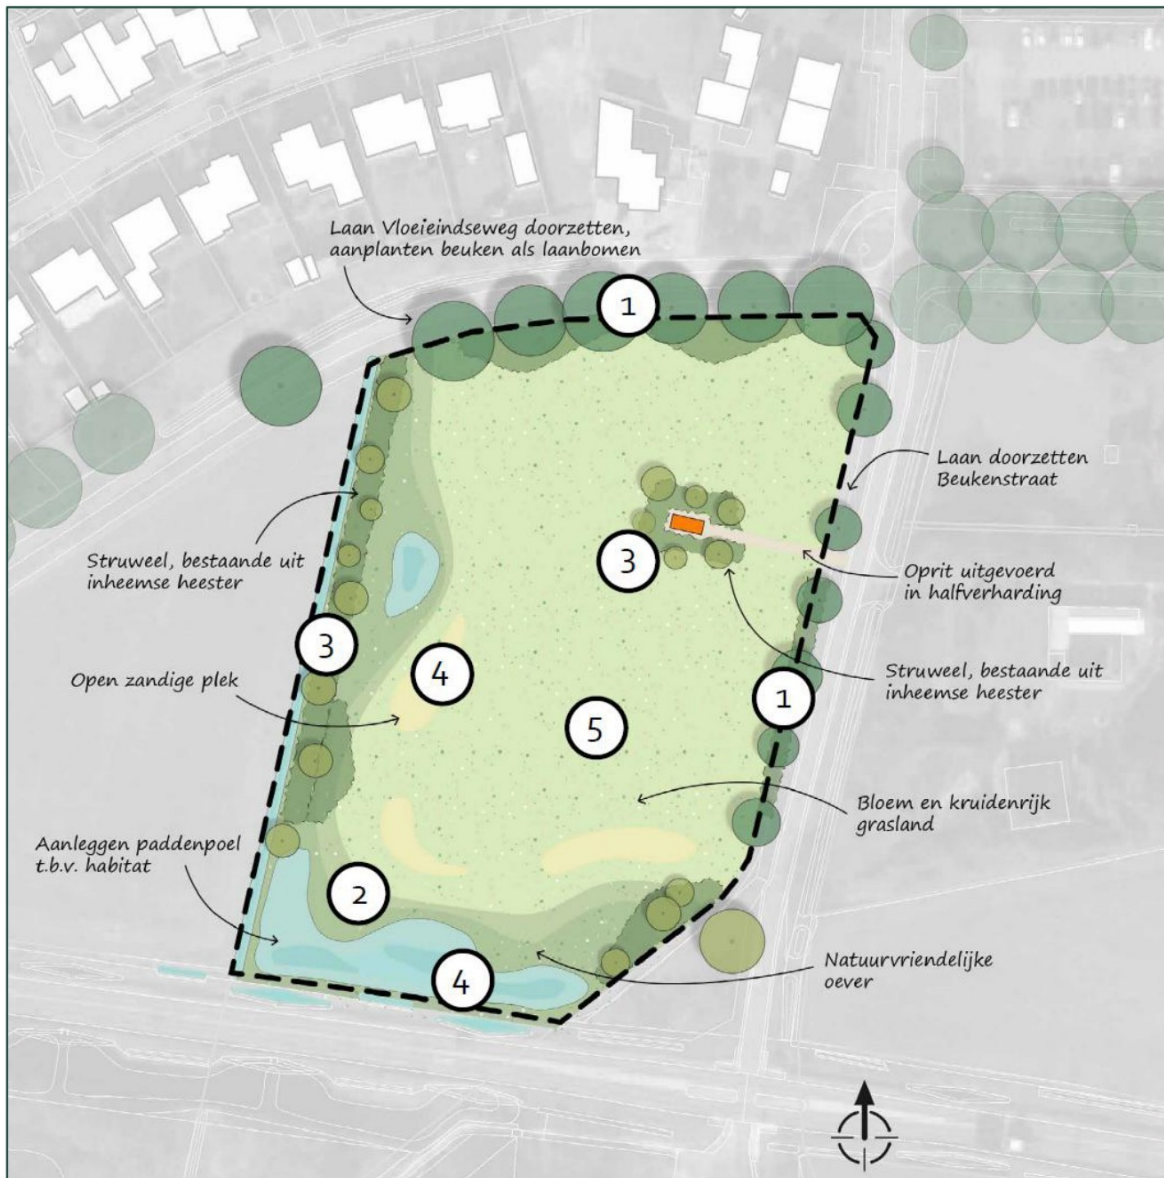 Laan Vloeieindseweg doorzetten,
aanplanten beuken als laanbomen
1
Laan doorzetten
Beukenstraat
Struweel, bestaande uit
inheemse heester
3
Oprit uitgevoerd
in halfverharding
3
4
Struweel, bestaande uit
inheemse heester
Open zandige plek
1
5
Bloem en kruidenrijk
grasland
Aanleggen paddenpoel
t.b.v. habitat
2
Natuurvriendelijke
oever
4